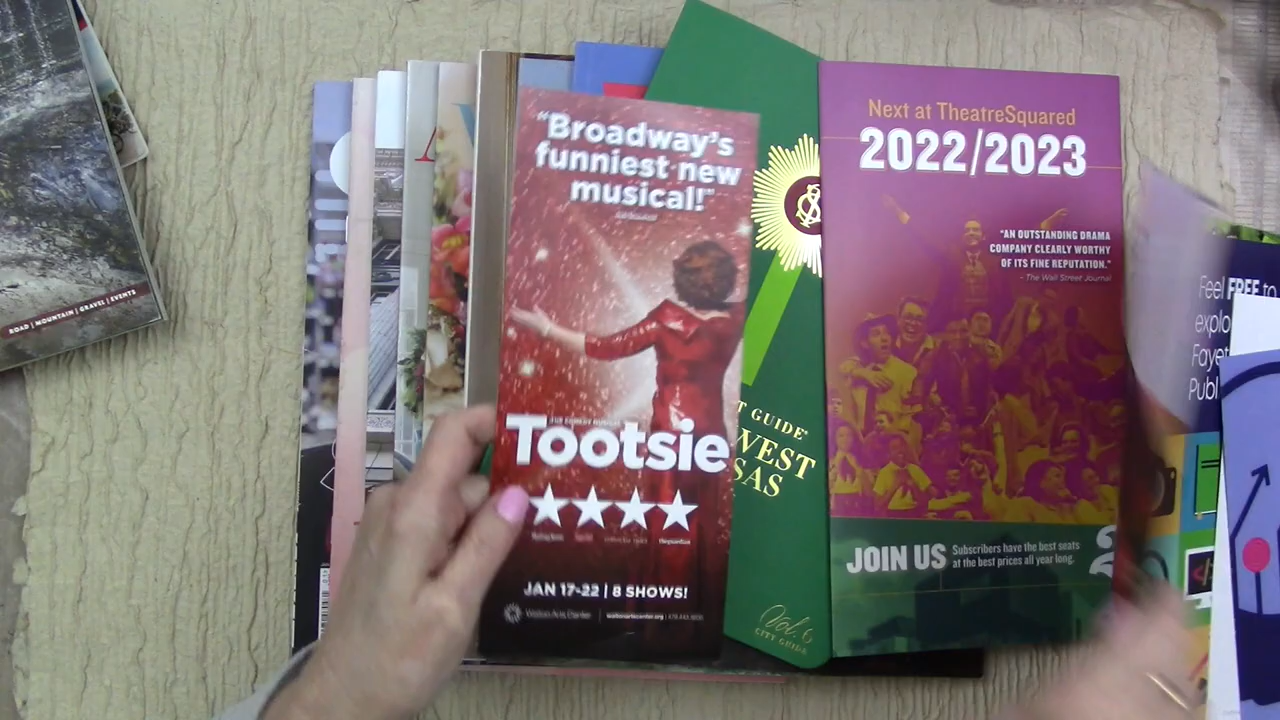 ROAD | MOUNTAIN | GRAVEL | EVENTS
"Broadway's
funniest new
musical!"
Tootsie
JAN 17-22 | 8 SHOWS!
Walton Arts Center | waltonartscenter.org
T GUIDE
WEST
SAS
Vol. 6
CITY GUIDE
Next at TheatreSquared
2022/2023
"AN OUTSTANDING DRAMA
COMPANY CLEARLY WORTHY
OF ITS FINE REPUTATION."
- The Wall Street Journal
JOIN US
Subscribers have the best seats
at the best prices all year long.
2
Feel FREE to
explo
Fayet
Publ